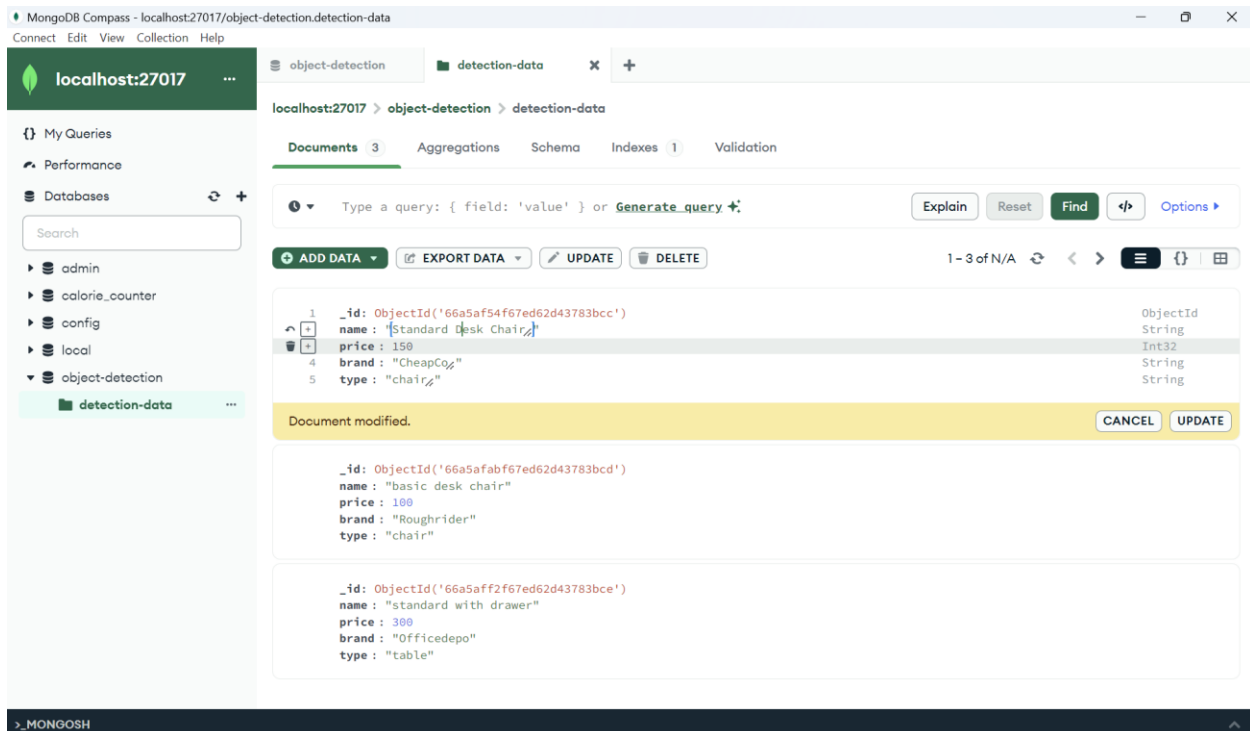 MongoDB Compass - localhost:27017/object-detection.detection-data
Connect Edit View Collection Help
localhost:27017 ...
object-detection
detection-data
localhost:27017 > object-detection > detection-data
{} My Queries
Performance
Databases
Search
admin
calorie_counter
config
local
object-detection
detection-data ...
Documents 3 Aggregations Schema Indexes 1 Validation
Type a query: { field: 'value' } or Generate query
Explain Reset Find </> Options
ADD DATA EXPORT DATA UPDATE DELETE 1 – 3 of N/A {}
1 _id: ObjectId('66a5af54f67ed62d43783bcc') ObjectId
name : "Standard Desk Chair" String
price : 150 Int32
4 brand : "CheapCo" String
5 type : "chair" String
Document modified. CANCEL UPDATE
_id: ObjectId('66a5afabf67ed62d43783bcd')
name : "basic desk chair"
price : 100
brand : "Roughrider"
type : "chair"
_id: ObjectId('66a5aff2f67ed62d43783bce')
name : "standard with drawer"
price : 300
brand : "Officedepo"
type : "table"
>_MONGOSH